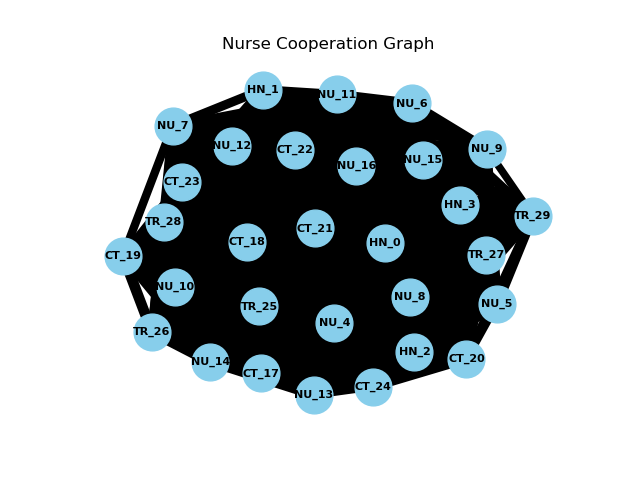 Nurse Cooperation Graph
HN_1
NU_11
NU_6
NU_7
NU_12
CT_22
NU_16
NU_15
NU_9
CT_23
HN_3
TR_29
TR_28
CT_21
CT_18
HN_0
CT_19
TR_27
NU_10
NU_8
NU_5
TR_25
NU_4
TR_26
NU_14
HN_2
CT_20
CT_17
CT_24
NU_13